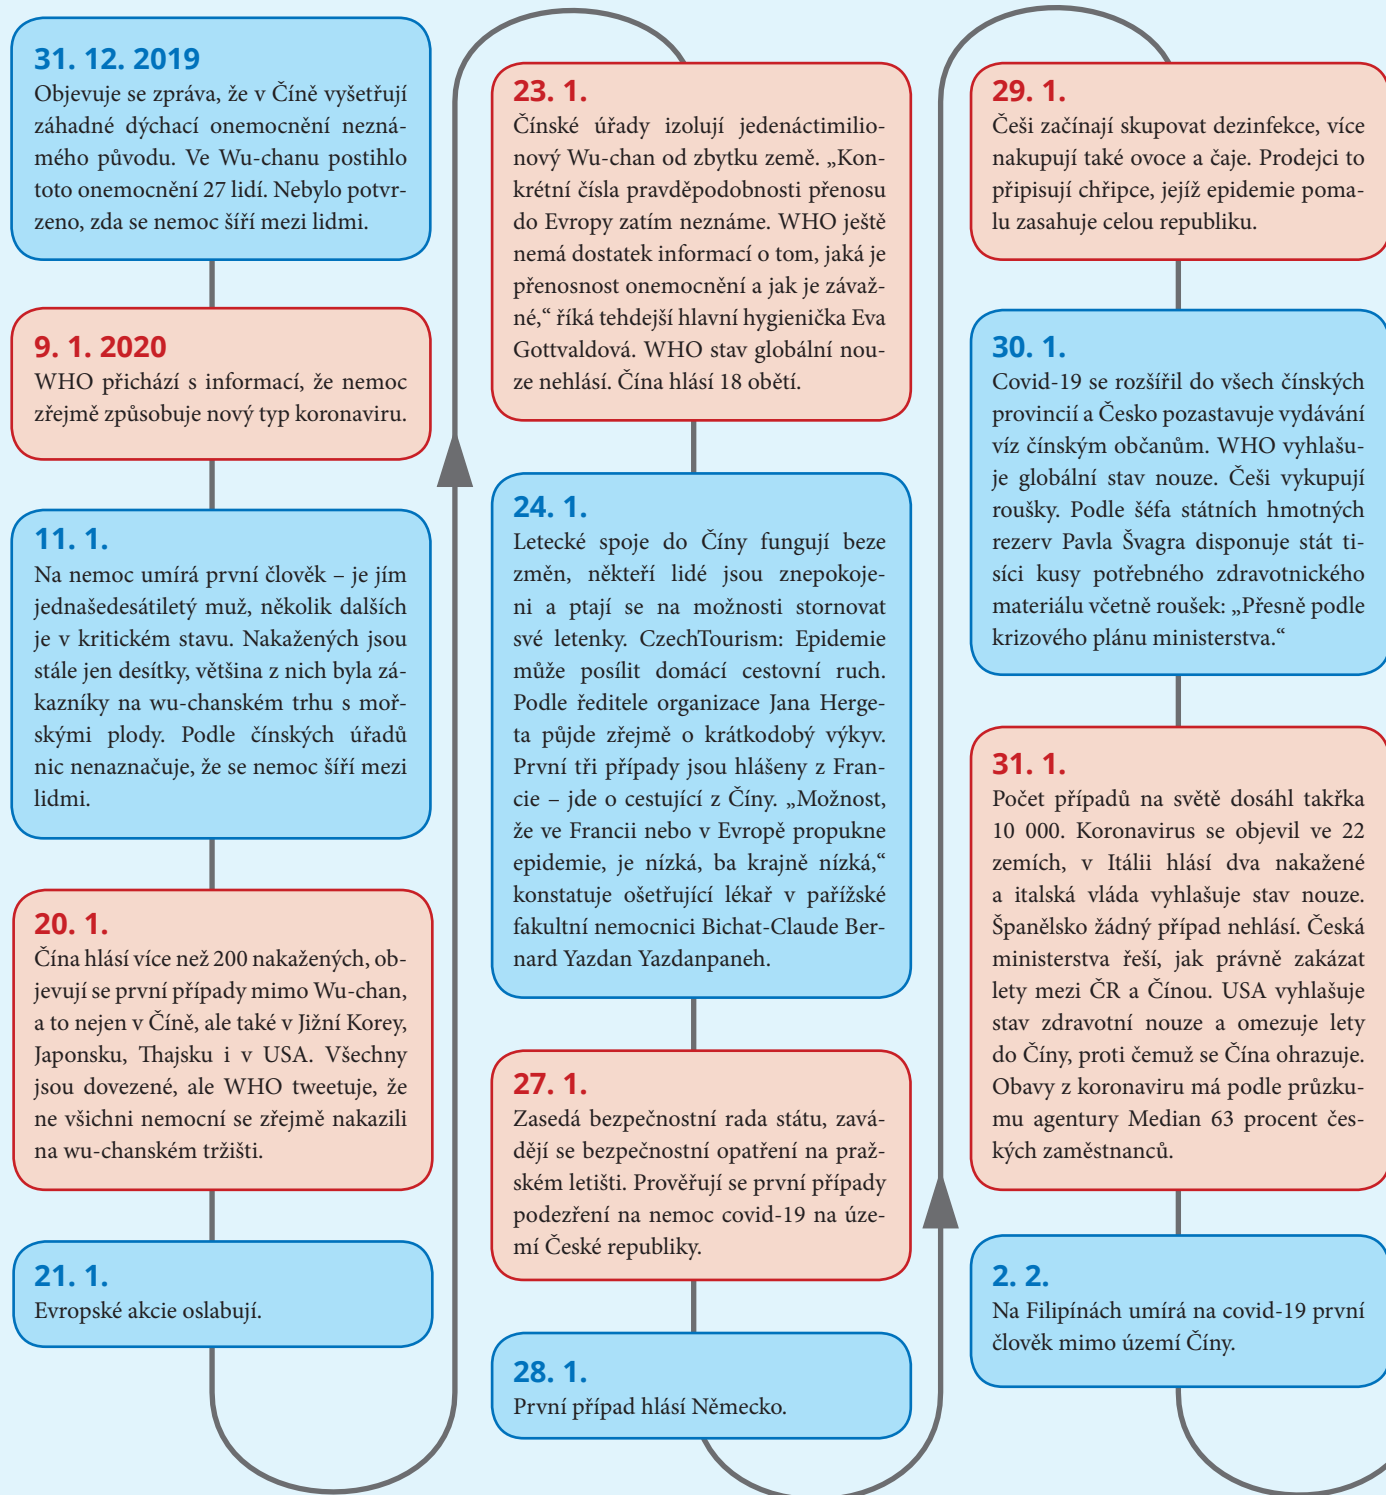 31. 12. 2019
Objevuje se zpráva, že v Číně vyšetřují
záhadné dýchací onemocnění nezná-
mého původu. Ve Wu-chanu postihlo
toto onemocnění 27 lidí. Nebylo potvr-
zeno, zda se nemoc šíří mezi lidmi.
9. 1. 2020
WHO přichází s informací, že nemoc
zřejmě způsobuje nový typ koronaviru.
11. 1.
Na nemoc umírá první člověk – je jím
jednašedesátiletý muž, několik dalších
je v kritickém stavu. Nakažených jsou
stále jen desítky, většina z nich byla zá-
kazníky na wu-chanském trhu s moř-
skými plody. Podle čínských úřadů
nic nenaznačuje, že se nemoc šíří mezi
lidmi.
20. 1.
Čína hlásí více než 200 nakažených, ob-
jevují se první případy mimo Wu-chan,
a to nejen v Číně, ale také v Jižní Korey,
Japonsku, Thajsku i v USA. Všechny
jsou dovezené, ale WHO tweetuje, že
ne všichni nemocní se zřejmě nakazili
na wu-chanském tržišti.
21. 1.
Evropské akcie oslabují.
23. 1.
Čínské úřady izolují jedenáctimilio-
nový Wu-chan od zbytku země. „Kon-
krétní čísla pravděpodobnosti přenosu
do Evropy zatím neznáme. WHO ještě
nemá dostatek informací o tom, jaká je
přenosnost onemocnění a jak je závaž-
né,“ říká tehdejší hlavní hygienička Eva
Gottvaldová. WHO stav globální nou-
ze nehlásí. Čína hlásí 18 obětí.
24. 1.
Letecké spoje do Číny fungují beze
změn, někteří lidé jsou znepokoje-
ni a ptají se na možnosti stornovat
své letenky. CzechTourism: Epidemie
může posílit domácí cestovní ruch.
Podle ředitele organizace Jana Herge-
ta půjde zřejmě o krátkodobý výkyv.
První tři případy jsou hlášeny z Fran-
cie – jde o cestující z Číny. „Možnost,
že ve Francii nebo v Evropě propukne
epidemie, je nízká, ba krajně nízká,“
konstatuje ošetřující lékař v pařížské
fakultní nemocnici Bichat-Claude Ber-
nard Yazdan Yazdanpaneh.
27. 1.
Zasedá bezpečnostní rada státu, zavá-
dějí se bezpečnostní opatření na praž-
ském letišti. Prověřují se první případy
podezření na nemoc covid-19 na úze-
mí České republiky.
28. 1.
První případ hlásí Německo.
29. 1.
Češi začínají skupovat dezinfekce, více
nakupují také ovoce a čaje. Prodejci to
připisují chřipce, jejíž epidemie poma-
lu zasahuje celou republiku.
30. 1.
Covid-19 se rozšířil do všech čínských
provincií a Česko pozastavuje vydávání
víz čínským občanům. WHO vyhlašu-
je globální stav nouze. Češi vykupují
roušky. Podle šéfa státních hmotných
rezerv Pavla Švagra disponuje stát ti-
síci kusy potřebného zdravotnického
materiálu včetně roušek: „Přesně podle
krizového plánu ministerstva.“
31. 1.
Počet případů na světě dosáhl takřka
10 000. Koronavirus se objevil ve 22
zemích, v Itálii hlásí dva nakažené
a italská vláda vyhlašuje stav nouze.
Španělsko žádný případ nehlásí. Česká
ministerstva řeší, jak právně zakázat
lety mezi ČR a Čínou. USA vyhlašuje
stav zdravotní nouze a omezuje lety
do Číny, proti čemuž se Čína ohrazuje.
Obavy z koronaviru má podle průzku-
mu agentury Median 63 procent čes-
kých zaměstnanců.
2. 2.
Na Filipínách umírá na covid-19 první
člověk mimo území Číny.